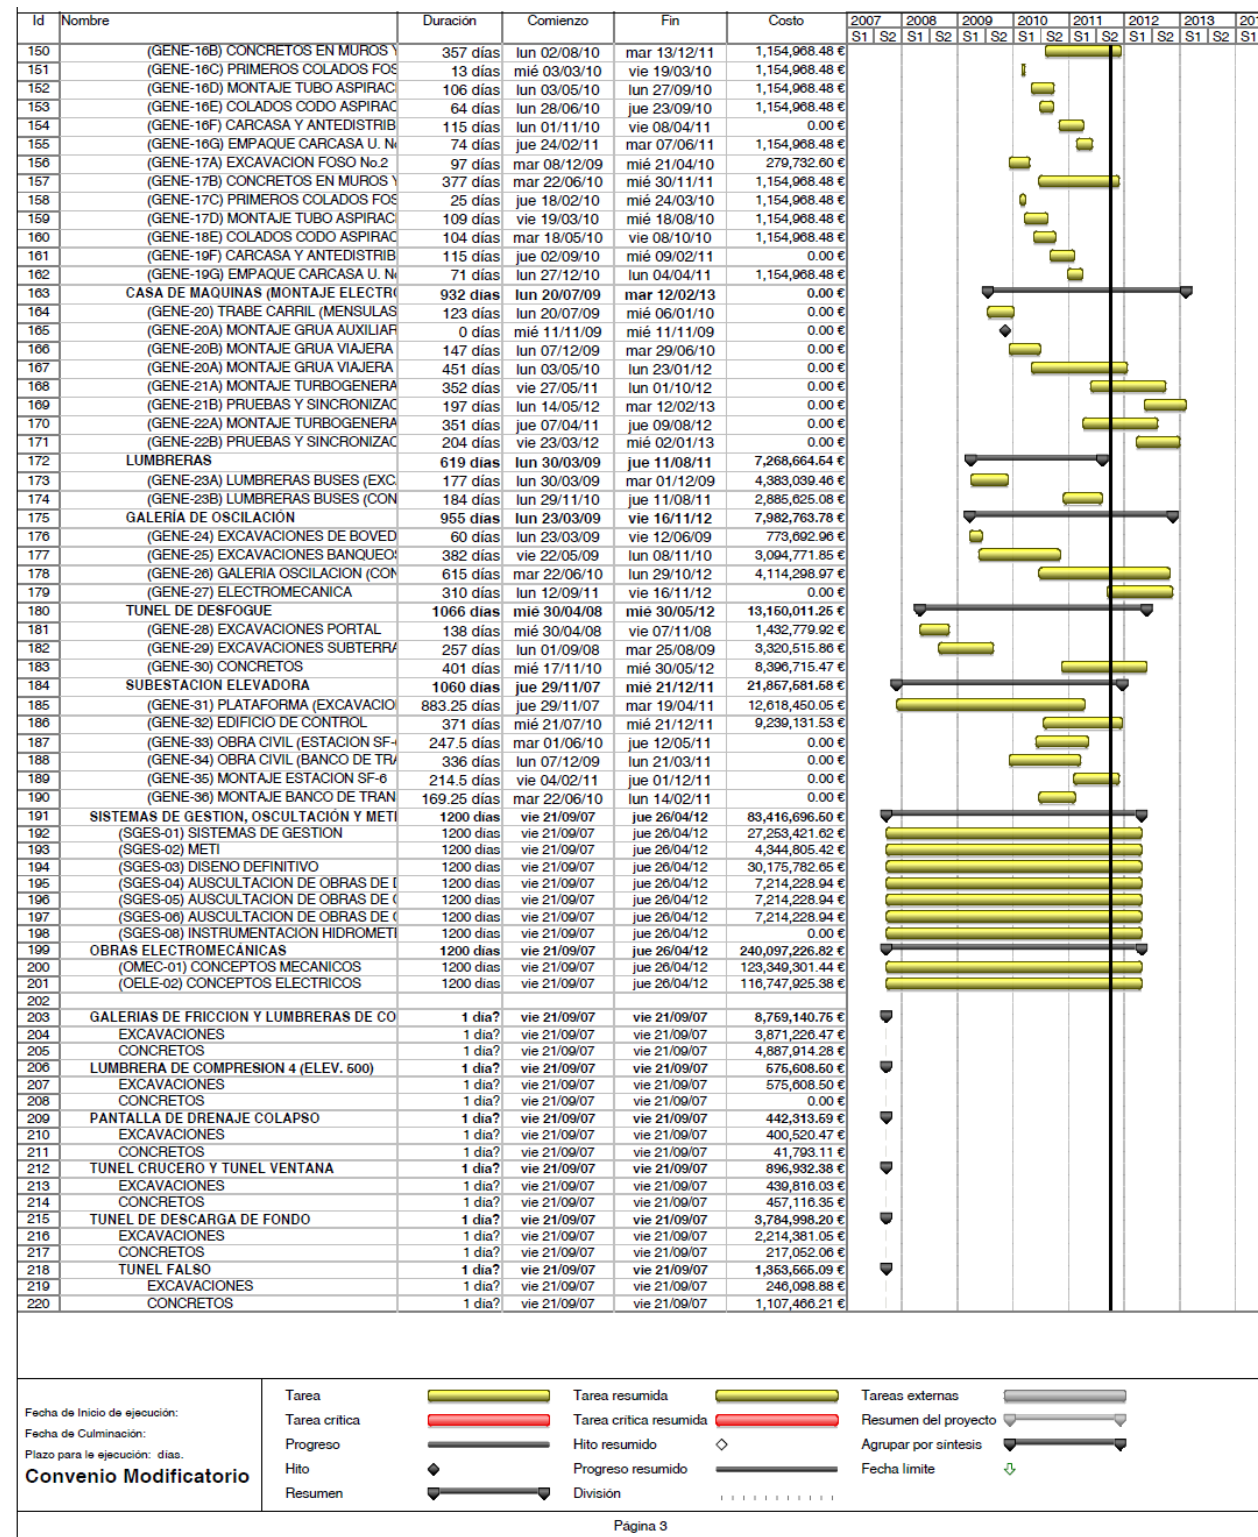 Id Nombre Duración Comienzo Fin Costo 2007 2008 2009 2010 2011 2012 2013 201
S1 S2 S1 S2 S1 S2 S1 S2 S1 S2 S1 S2 S1 S2 S1
150 (GENE-16B) CONCRETOS EN MUROS Y 357 días lun 02/08/10 mar 13/12/11 1,154,968.48 €
151 (GENE-16C) PRIMEROS COLADOS FOS 13 días mié 03/03/10 vie 19/03/10 1,154,968.48 €
152 (GENE-16D) MONTAJE TUBO ASPIRAC 106 días lun 03/05/10 lun 27/09/10 1,154,968.48 €
153 (GENE-16E) COLADOS CODO ASPIRAC 64 días lun 28/06/10 jue 23/09/10 1,154,968.48 €
154 (GENE-16F) CARCASA Y ANTEDISTRIB 115 días lun 01/11/10 vie 08/04/11 0.00 €
155 (GENE-16G) EMPAQUE CARCASA U. No 74 días jue 24/02/11 mar 07/06/11 1,154,968.48 €
156 (GENE-17A) EXCAVACION FOSO No.2 97 días mar 08/12/09 mié 21/04/10 279,732.60 €
157 (GENE-17B) CONCRETOS EN MUROS Y 377 días mar 22/06/10 mié 30/11/11 1,154,968.48 €
158 (GENE-17C) PRIMEROS COLADOS FOS 25 días jue 18/02/10 mié 24/03/10 1,154,968.48 €
159 (GENE-17D) MONTAJE TUBO ASPIRAC 109 días vie 19/03/10 mié 18/08/10 1,154,968.48 €
160 (GENE-18E) COLADOS CODO ASPIRAC 104 días mar 18/05/10 vie 08/10/10 1,154,968.48 €
161 (GENE-19F) CARCASA Y ANTEDISTRIB 115 días jue 02/09/10 mié 09/02/11 0.00 €
162 (GENE-19G) EMPAQUE CARCASA U. No 71 días lun 27/12/10 lun 04/04/11 1,154,968.48 €
163 CASA DE MAQUINAS (MONTAJE ELECTRO 932 días lun 20/07/09 mar 12/02/13 0.00 €
164 (GENE-20) TRABE CARRIL (MENSULAS 123 días lun 20/07/09 mié 06/01/10 0.00 €
165 (GENE-20A) MONTAJE GRUA AUXILIAR 0 días mié 11/11/09 mié 11/11/09 0.00 €
166 (GENE-20B) MONTAJE GRUA VIAJERA 147 días lun 07/12/09 mar 29/06/10 0.00 €
167 (GENE-20A) MONTAJE GRUA VIAJERA 451 días lun 03/05/10 lun 23/01/12 0.00 €
168 (GENE-21A) MONTAJE TURBOGENERA 352 días vie 27/05/11 lun 01/10/12 0.00 €
169 (GENE-21B) PRUEBAS Y SINCRONIZAC 197 días lun 14/05/12 mar 12/02/13 0.00 €
170 (GENE-22A) MONTAJE TURBOGENERA 351 días jue 07/04/11 jue 09/08/12 0.00 €
171 (GENE-22B) PRUEBAS Y SINCRONIZAC 204 días vie 23/03/12 mié 02/01/13 0.00 €
172 LUMBRERAS 619 días lun 30/03/09 jue 11/08/11 7,268,664.54 €
173 (GENE-23A) LUMBRERAS BUSES (EXC. 177 días lun 30/03/09 mar 01/12/09 4,383,039.46 €
174 (GENE-23B) LUMBRERAS BUSES (CON 184 días lun 29/11/10 jue 11/08/11 2,885,625.08 €
175 GALERÍA DE OSCILACIÓN 955 días lun 23/03/09 vie 16/11/12 7,982,763.78 €
176 (GENE-24) EXCAVACIONES DE BOVED 60 días lun 23/03/09 vie 12/06/09 773,692.96 €
177 (GENE-25) EXCAVACIONES BANQUEOS 382 días vie 22/05/09 lun 08/11/10 3,094,771.85 €
178 (GENE-26) GALERIA OSCILACION (CON 615 días mar 22/06/10 lun 29/10/12 4,114,298.97 €
179 (GENE-27) ELECTROMECANICA 310 días lun 12/09/11 vie 16/11/12 0.00 €
180 TUNEL DE DESFOGUE 1066 días mié 30/04/08 mié 30/05/12 13,150,011.25 €
181 (GENE-28) EXCAVACIONES PORTAL 138 días mié 30/04/08 vie 07/11/08 1,432,779.92 €
182 (GENE-29) EXCAVACIONES SUBTERRA 257 días lun 01/09/08 mar 25/08/09 3,320,515.86 €
183 (GENE-30) CONCRETOS 401 días mié 17/11/10 mié 30/05/12 8,396,715.47 €
184 SUBESTACION ELEVADORA 1060 días jue 29/11/07 mié 21/12/11 21,857,581.58 €
185 (GENE-31) PLATAFORMA (EXCAVACIO 883.25 días jue 29/11/07 mar 19/04/11 12,618,450.05 €
186 (GENE-32) EDIFICIO DE CONTROL 371 días mié 21/07/10 mié 21/12/11 9,239,131.53 €
187 (GENE-33) OBRA CIVIL (ESTACION SF-6 247.5 días mar 01/06/10 jue 12/05/11 0.00 €
188 (GENE-34) OBRA CIVIL (BANCO DE TRA 336 días lun 07/12/09 lun 21/03/11 0.00 €
189 (GENE-35) MONTAJE ESTACION SF-6 214.5 días vie 04/02/11 jue 01/12/11 0.00 €
190 (GENE-36) MONTAJE BANCO DE TRAN 169.25 días mar 22/06/10 lun 14/02/11 0.00 €
191 SISTEMAS DE GESTION, OSCULTACIÓN Y METI 1200 días vie 21/09/07 jue 26/04/12 83,416,696.50 €
192 (SGES-01) SISTEMAS DE GESTION 1200 días vie 21/09/07 jue 26/04/12 27,253,421.62 €
193 (SGES-02) METI 1200 días vie 21/09/07 jue 26/04/12 4,344,805.42 €
194 (SGES-03) DISENO DEFINITIVO 1200 días vie 21/09/07 jue 26/04/12 30,175,782.65 €
195 (SGES-04) AUSCULTACION DE OBRAS DE D 1200 días vie 21/09/07 jue 26/04/12 7,214,228.94 €
196 (SGES-05) AUSCULTACION DE OBRAS DE C 1200 días vie 21/09/07 jue 26/04/12 7,214,228.94 €
197 (SGES-06) AUSCULTACION DE OBRAS DE C 1200 días vie 21/09/07 jue 26/04/12 7,214,228.94 €
198 (SGES-08) INSTRUMENTACION HIDROMETI 1200 días vie 21/09/07 jue 26/04/12 0.00 €
199 OBRAS ELECTROMECÁNICAS 1200 días vie 21/09/07 jue 26/04/12 240,097,226.82 €
200 (OMEC-01) CONCEPTOS MECANICOS 1200 días vie 21/09/07 jue 26/04/12 123,349,301.44 €
201 (OELE-02) CONCEPTOS ELECTRICOS 1200 días vie 21/09/07 jue 26/04/12 116,747,925.38 €
202
203 GALERIAS DE FRICCION Y LUMBRERAS DE CO 1 día? vie 21/09/07 vie 21/09/07 8,759,140.75 €
204 EXCAVACIONES 1 día? vie 21/09/07 vie 21/09/07 3,871,226.47 €
205 CONCRETOS 1 día? vie 21/09/07 vie 21/09/07 4,887,914.28 €
206 LUMBRERA DE COMPRESION 4 (ELEV. 500) 1 día? vie 21/09/07 vie 21/09/07 575,608.50 €
207 EXCAVACIONES 1 día? vie 21/09/07 vie 21/09/07 575,608.50 €
208 CONCRETOS 1 día? vie 21/09/07 vie 21/09/07 0.00 €
209 PANTALLA DE DRENAJE COLAPSO 1 día? vie 21/09/07 vie 21/09/07 442,313.59 €
210 EXCAVACIONES 1 día? vie 21/09/07 vie 21/09/07 400,520.47 €
211 CONCRETOS 1 día? vie 21/09/07 vie 21/09/07 41,793.11 €
212 TUNEL CRUCERO Y TUNEL VENTANA 1 día? vie 21/09/07 vie 21/09/07 896,932.38 €
213 EXCAVACIONES 1 día? vie 21/09/07 vie 21/09/07 439,816.03 €
214 CONCRETOS 1 día? vie 21/09/07 vie 21/09/07 457,116.35 €
215 TUNEL DE DESCARGA DE FONDO 1 día? vie 21/09/07 vie 21/09/07 3,784,998.20 €
216 EXCAVACIONES 1 día? vie 21/09/07 vie 21/09/07 2,214,381.05 €
217 CONCRETOS 1 día? vie 21/09/07 vie 21/09/07 217,052.06 €
218 TUNEL FALSO 1 día? vie 21/09/07 vie 21/09/07 1,353,565.09 €
219 EXCAVACIONES 1 día? vie 21/09/07 vie 21/09/07 246,098.88 €
220 CONCRETOS 1 día? vie 21/09/07 vie 21/09/07 1,107,466.21 €
Fecha de Inicio de ejecución:
Fecha de Culminación:
Plazo para le ejecución: días.
Convenio Modificatorio
Tarea Tarea resumida Tareas externas
Tarea crítica Tarea crítica resumida Resumen del proyecto
Progreso Hito resumido Agrupar por síntesis
Hito Progreso resumido Fecha límite
Resumen División
Página 3